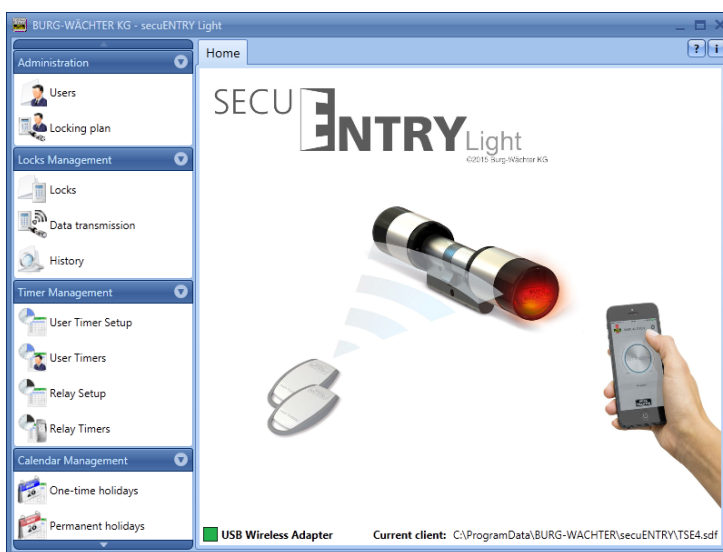 BURG-WÄCHTER KG - secuENTRY Light
Administration
Users
Locking plan
Locks Management
Locks
Data transmission
History
Timer Management
User Timer Setup
User Timers
Relay Setup
Relay Timers
Calendar Management
One-time holidays
Permanent holidays
Home
? i
SECU ENTRY Light
©2015 Burg-Wächter KG
USB Wireless Adapter Current client: C:\ProgramData\BURG-WACHTER\secuENTRY\TSE4.sdf